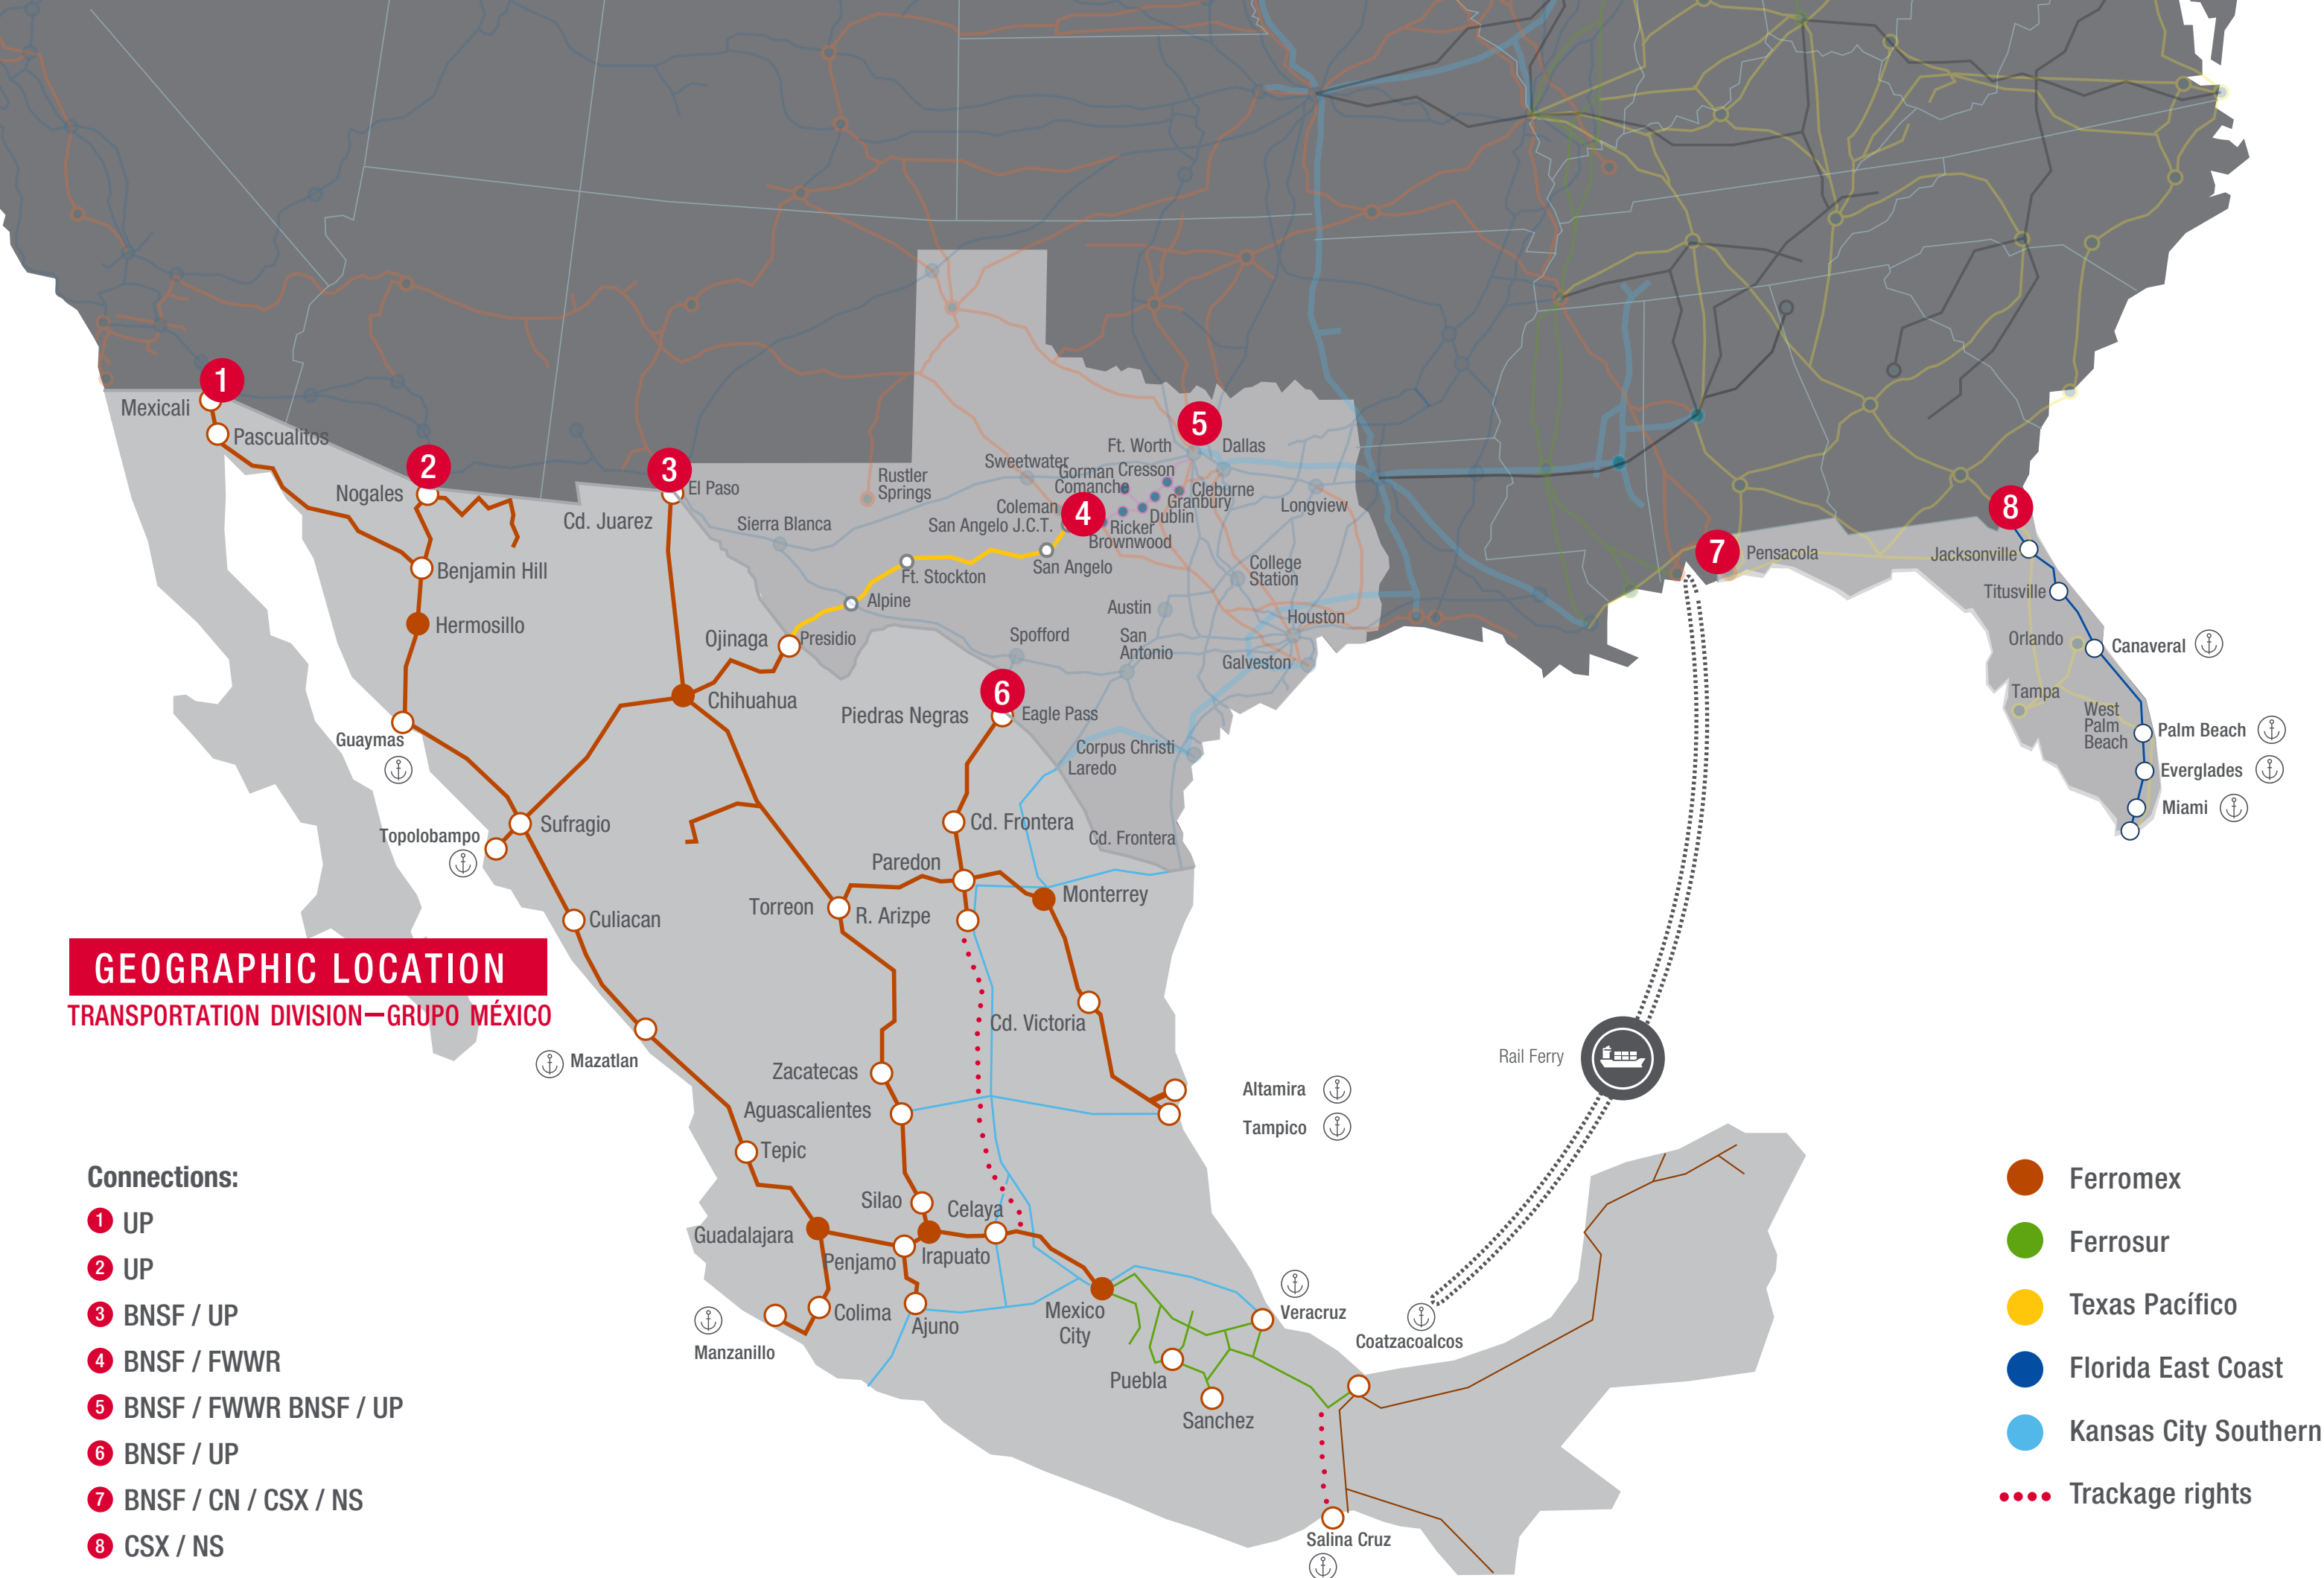 1
Mexicali
Pascualitos
2
Nogales
3
El Paso
Cd. Juarez
Benjamin Hill
Hermosillo
Guaymas
Sierra Blanca
Rustler
Springs
Sweetwater
Ft. Worth
5
Dallas
Gorman
Cresson
Comanche
Cleburne
Granbury
Coleman
4
Dublin
San Angelo J.C.T.
Ricker
Brownwood
Longview
San Angelo
Ft. Stockton
Alpine
Ojinaga
Presidio
College
Station
Austin
Houston
Spofford
San
Antonio
Galveston
Chihuahua
6
Piedras Negras
Eagle Pass
Corpus Christi
Laredo
7
Pensacola
8
Jacksonville
Titusville
Orlando
Canaveral
Tampa
West
Palm
Beach
Palm Beach
Everglades
Miami
Topolobampo
Sufragio
Cd. Frontera
Cd. Frontera
Paredon
Torreon
R. Arizpe
Monterrey
Culiacan
GEOGRAPHIC LOCATION
TRANSPORTATION DIVISION—GRUPO MÉXICO
Mazatlan
Cd. Victoria
Zacatecas
Aguascalientes
Altamira
Tampico
Rail Ferry
Tepic
Silao
Celaya
Guadalajara
Penjamo
Irapuato
Colima
Ajuno
Manzanillo
Mexico
City
Veracruz
Puebla
Sanchez
Coatzacoalcos
Salina Cruz
Connections:
1 UP
2 UP
3 BNSF / UP
4 BNSF / FWWR
5 BNSF / FWWR BNSF / UP
6 BNSF / UP
7 BNSF / CN / CSX / NS
8 CSX / NS
Ferromex
Ferrosur
Texas Pacífico
Florida East Coast
Kansas City Southern
Trackage rights